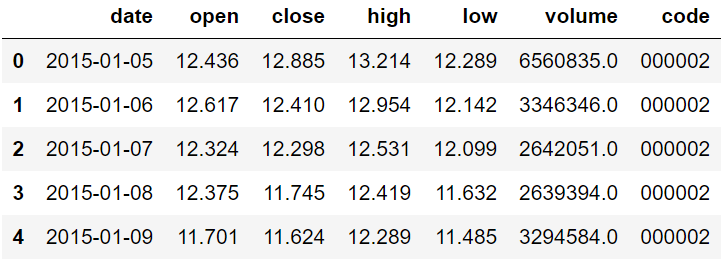 date open close high low volume code
0 2015-01-05 12.436 12.885 13.214 12.289 6560835.0 000002
1 2015-01-06 12.617 12.410 12.954 12.142 3346346.0 000002
2 2015-01-07 12.324 12.298 12.531 12.099 2642051.0 000002
3 2015-01-08 12.375 11.745 12.419 11.632 2639394.0 000002
4 2015-01-09 11.701 11.624 12.289 11.485 3294584.0 000002